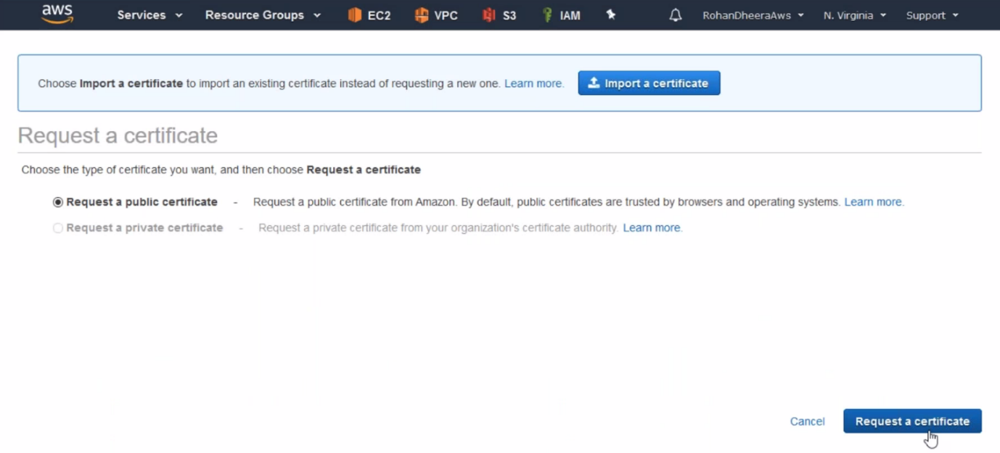 aws Services Resource Groups EC2 VPC S3 IAM RohanDheeraAws N. Virginia Support
Choose Import a certificate to import an existing certificate instead of requesting a new one. Learn more. Import a certificate
Request a certificate
Choose the type of certificate you want, and then choose Request a certificate
Request a public certificate - Request a public certificate from Amazon. By default, public certificates are trusted by browsers and operating systems. Learn more.
Request a private certificate - Request a private certificate from your organization's certificate authority. Learn more.
Cancel Request a certificate